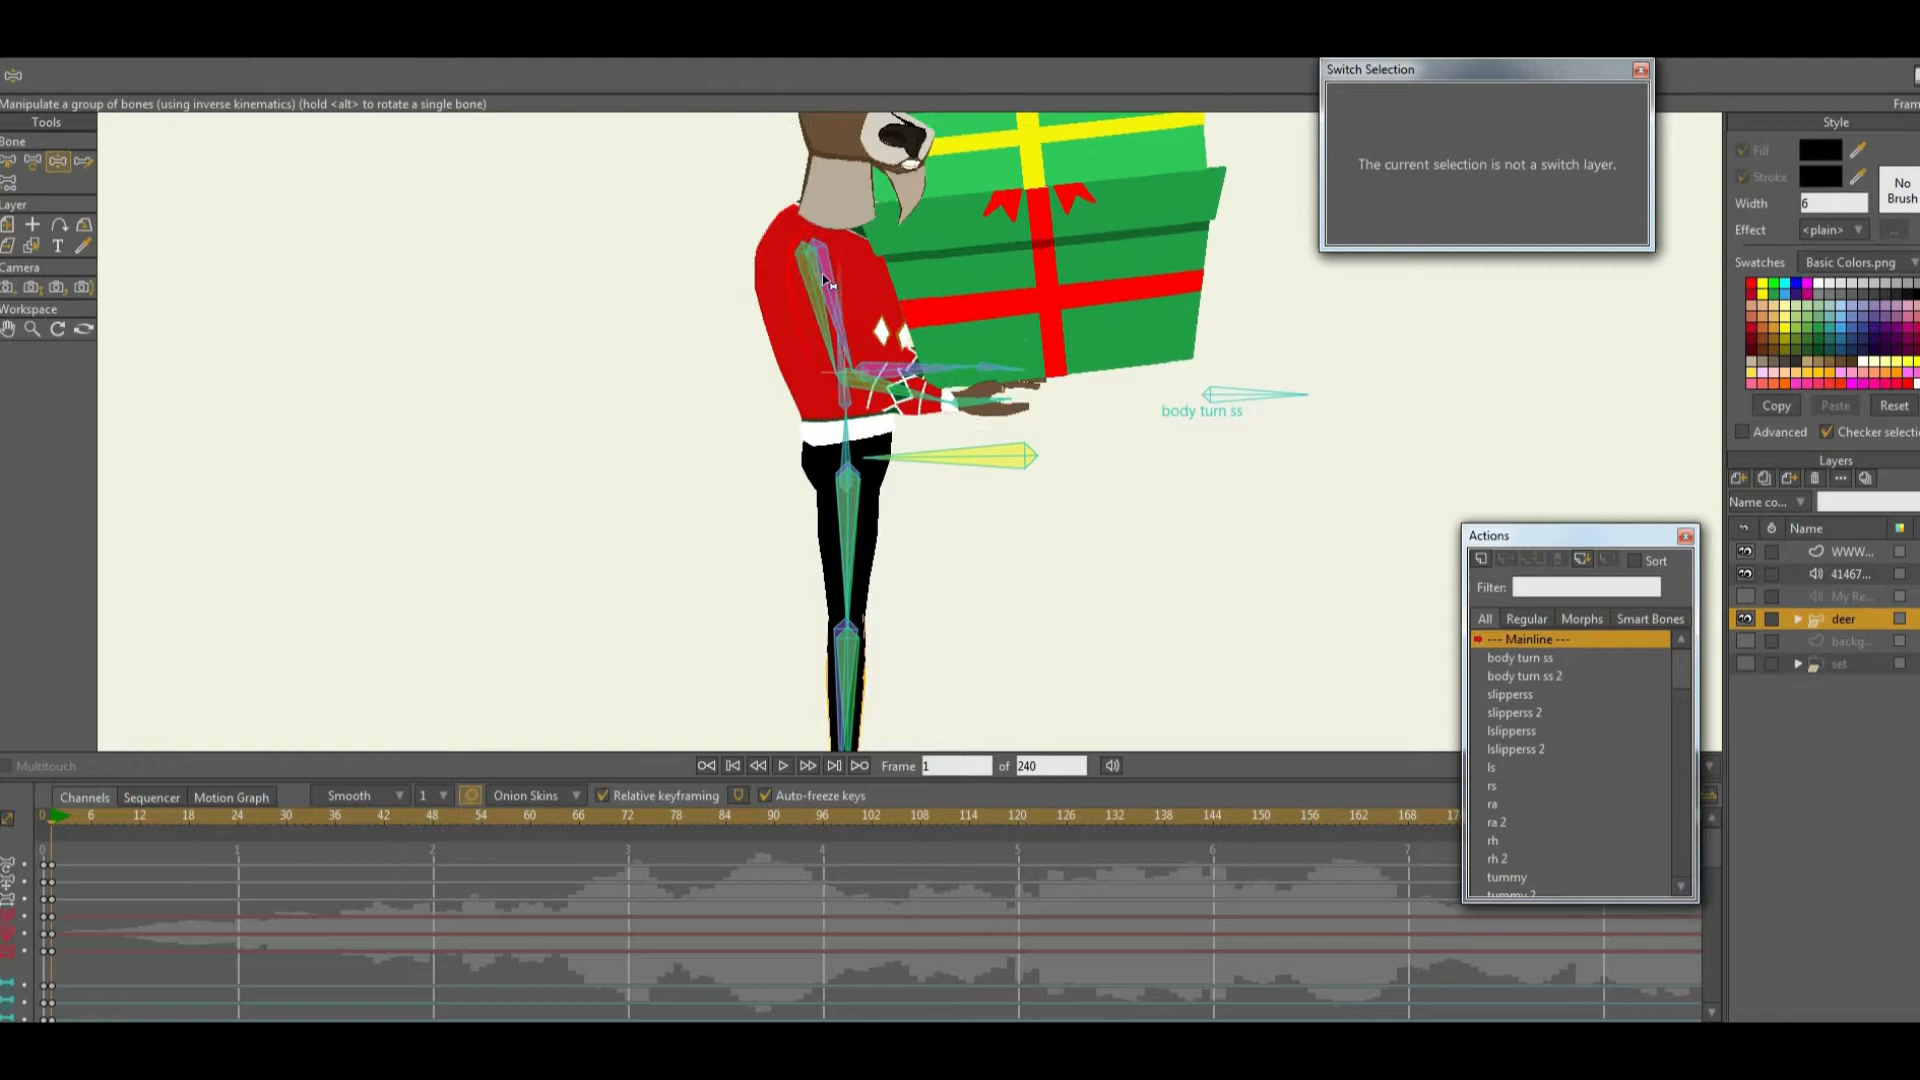 Switch Selection
The current selection is not a switch layer.
Manipulate a group of bones (using inverse kinematics) (hold <alt> to rotate a single bone)
Fram
Tools
Bone
Layer
T
Camera
Workspace
body turn ss
Style
Fill
Stroke
No
Brush
Width
6
Effect
<plain>
...
Swatches
Basic Colors.png
Copy
Paste
Reset
Advanced
Checker selecti
Layers
Name co...
Name
WWW...
41467...
My Re...
deer
backg...
set
Actions
Sort
Filter:
All
Regular
Morphs
Smart Bones
--- Mainline ---
body turn ss
body turn ss 2
slipperss
slipperss 2
lslipperss
lslipperss 2
ls
rs
ra
ra 2
rh
rh 2
tummy
tummy 2
Multitouch
Frame
1
of
240
Channels
Sequencer
Motion Graph
Smooth
1
Onion Skins
Relative keyframing
Auto-freeze keys
0 6 12 18 24 30 36 42 48 54 60 66 72 78 84 90 96 102 108 114 120 126 132 138 144 150 156 162 168 17
0 1 2 3 4 5 6 7